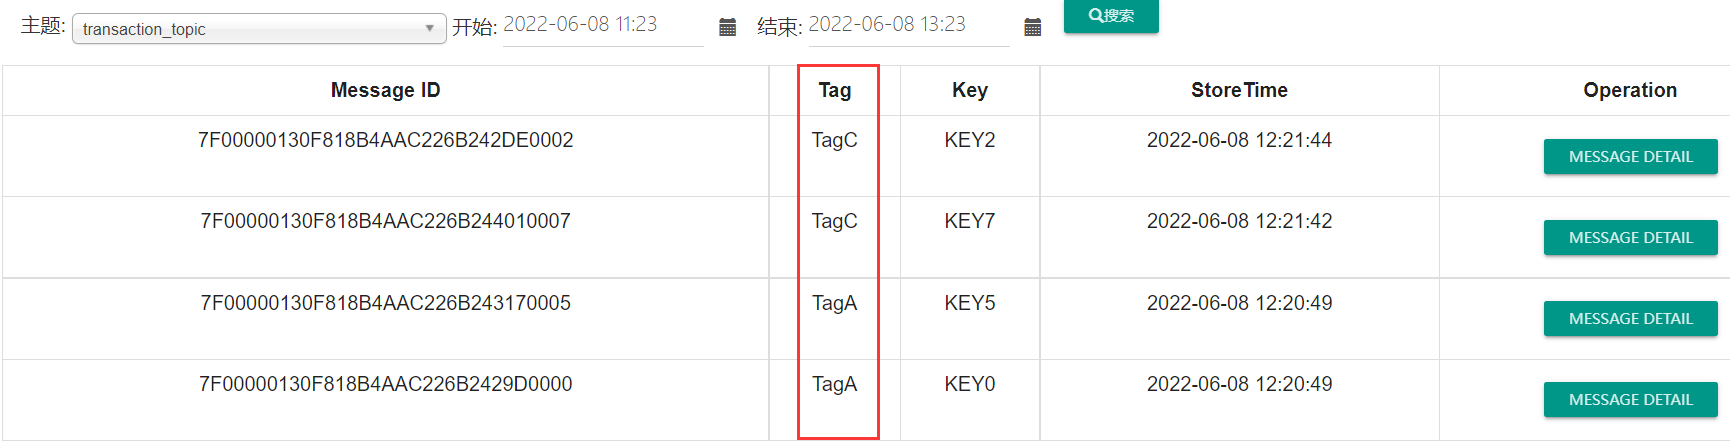 主题: transaction_topic 开始: 2022-06-08 11:23 结束: 2022-06-08 13:23 搜索
Message ID Tag Key StoreTime Operation
7F00000130F818B4AAC226B242DE0002 TagC KEY2 2022-06-08 12:21:44 MESSAGE DETAIL
7F00000130F818B4AAC226B244010007 TagC KEY7 2022-06-08 12:21:42 MESSAGE DETAIL
7F00000130F818B4AAC226B243170005 TagA KEY5 2022-06-08 12:20:49 MESSAGE DETAIL
7F00000130F818B4AAC226B2429D0000 TagA KEY0 2022-06-08 12:20:49 MESSAGE DETAIL